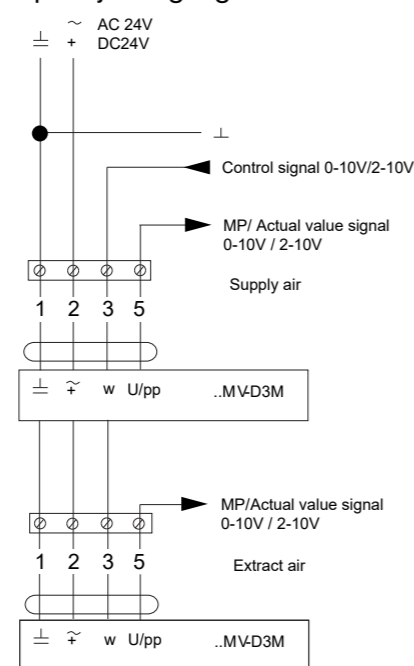 ~ AC 24V
⊥ + DC24V
⊥
Control signal 0-10V/2-10V
MP/ Actual value signal
0-10V / 2-10V
Supply air
1 2 3 5
⊥ ~+ w U/pp ..MV-D3M
MP/Actual value signal
0-10V / 2-10V
1 2 3 5
Extract air
⊥ ~+ w U/pp ..MV-D3M